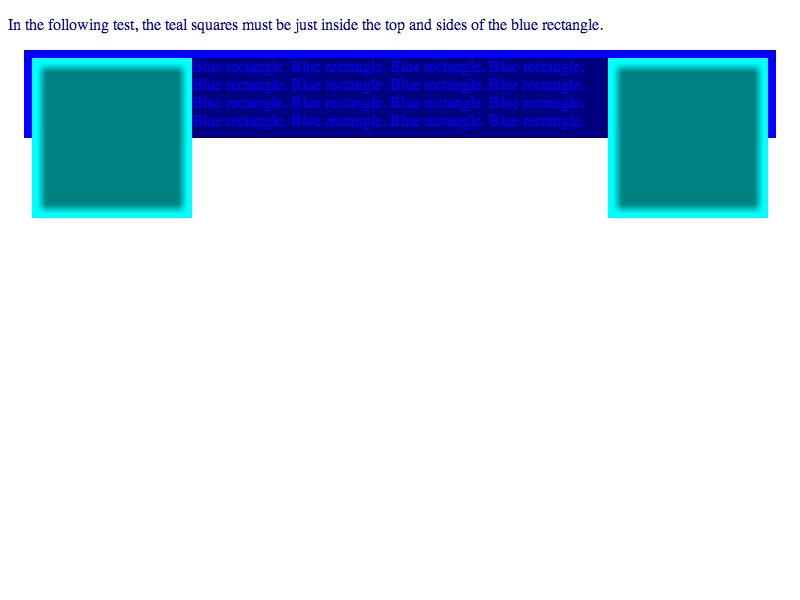 In the following test, the teal squares must be just inside the top and sides of the blue rectangle.
Blue rectangle. Blue rectangle. Blue rectangle. Blue rectangle.
Blue rectangle. Blue rectangle. Blue rectangle. Blue rectangle.
Blue rectangle. Blue rectangle. Blue rectangle. Blue rectangle.
Blue rectangle. Blue rectangle. Blue rectangle. Blue rectangle.